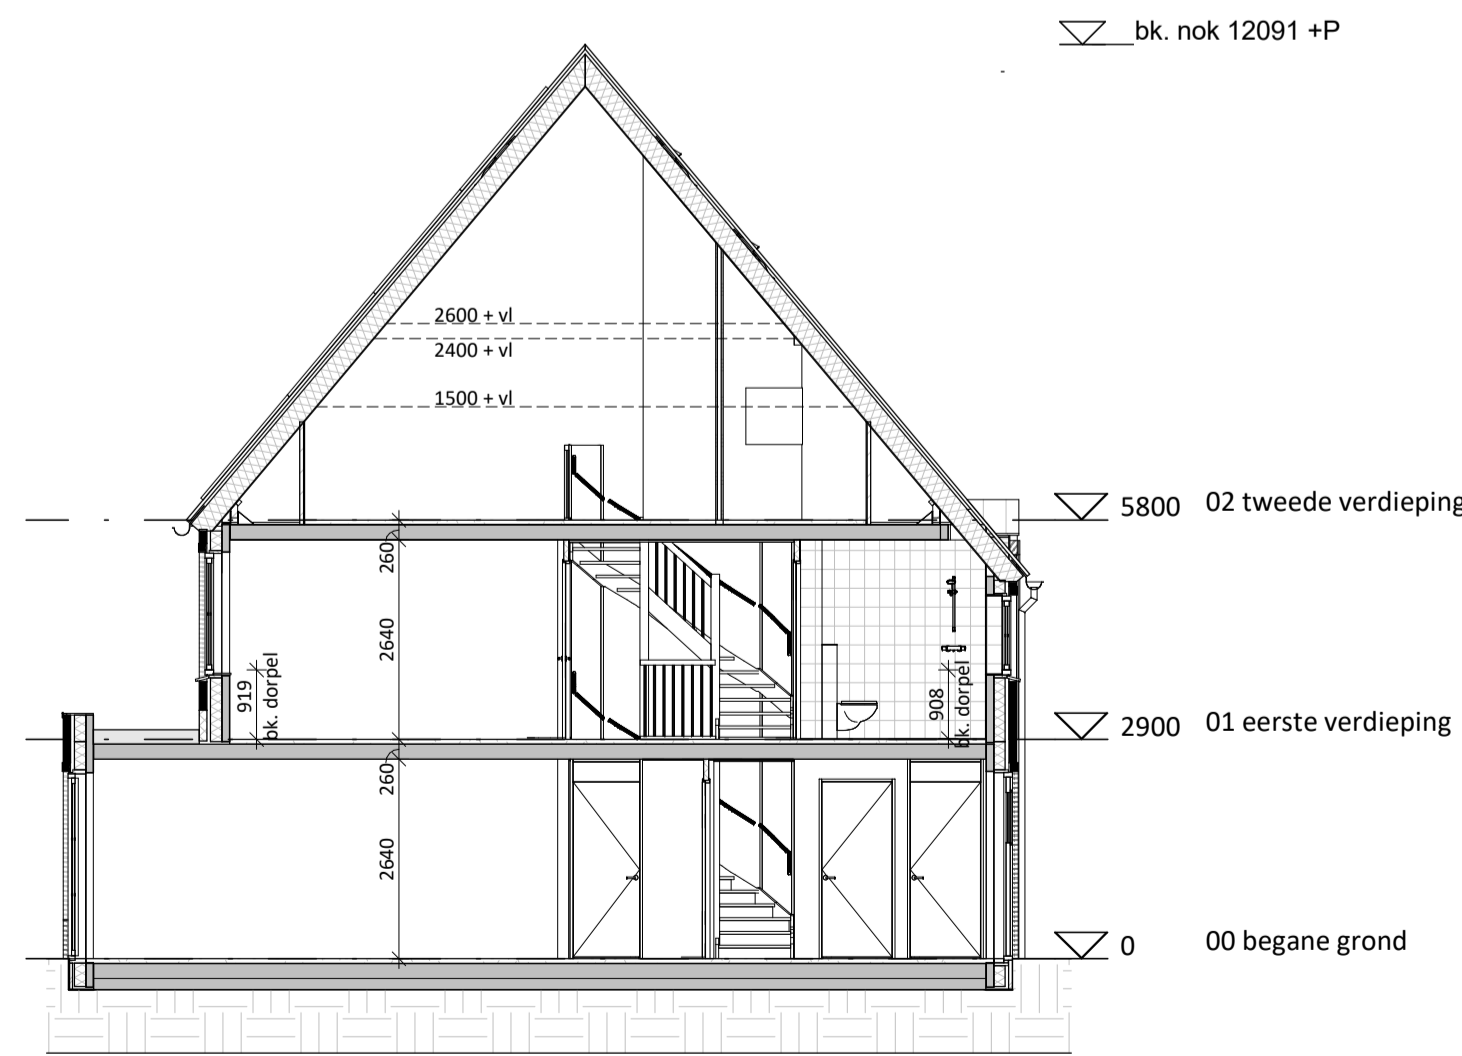 bk. nok 12091 +P
2600 + vl
2400 + vl
1500 + vl
5800 02 tweede verdieping
260
2640
919
bk. dorpel
908
bk. dorpel
2900 01 eerste verdieping
260
2640
0 00 begane grond